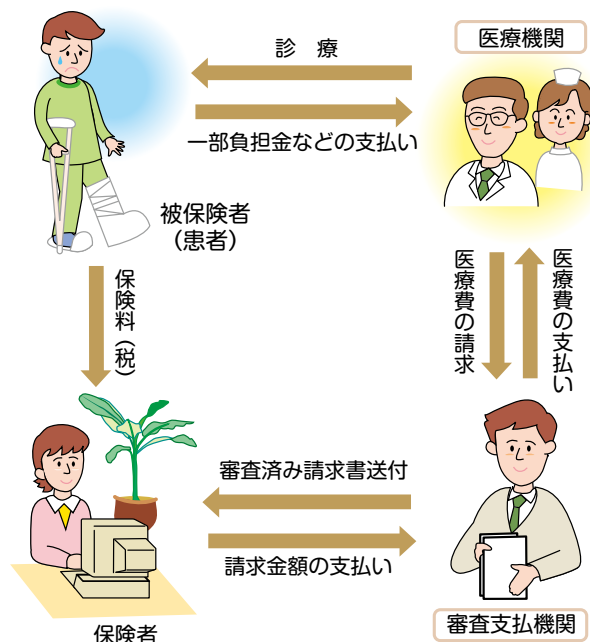 診 療
医療機関
一部負担金などの支払い
被保険者
（患者）
保険料（税）
医療費の請求
医療費の支払い
審査済み請求書送付
請求金額の支払い
保険者
審査支払機関